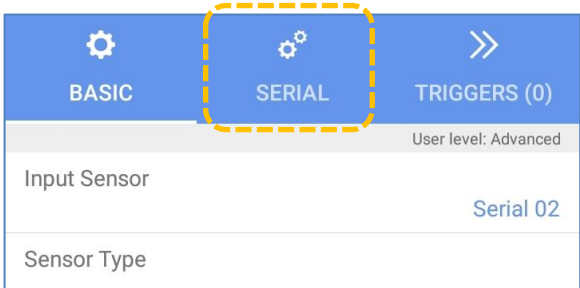 BASIC SERIAL TRIGGERS (0)
User level: Advanced
Input Sensor
Serial 02
Sensor Type